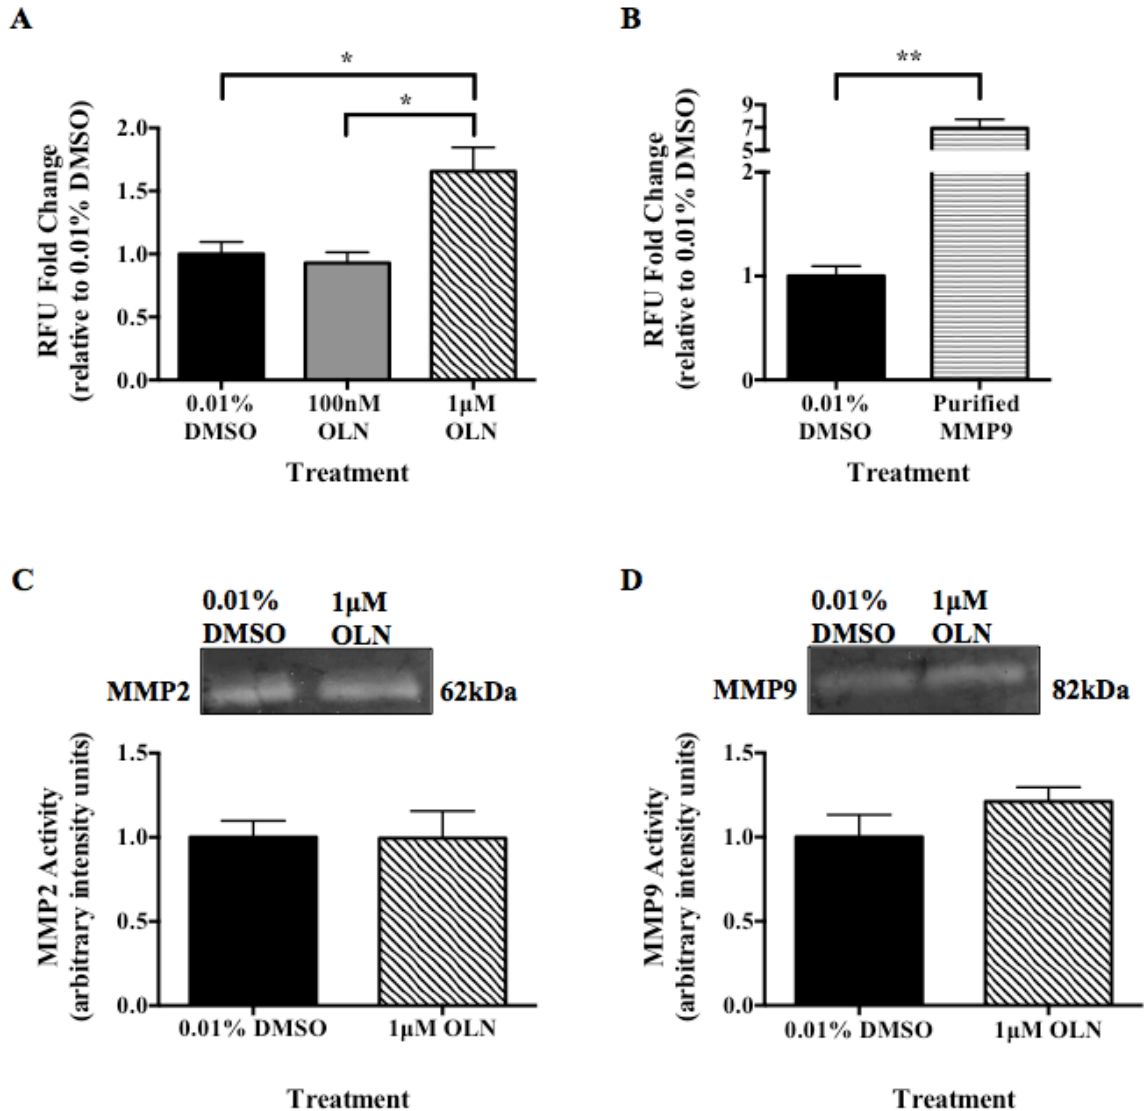 A
*
*
RFU Fold Change
(relative to 0.01% DMSO)
2.0
1.5
1.0
0.5
0.0
0.01%
DMSO
100nM
OLN
1μM
OLN
Treatment
B
**
RFU Fold Change
(relative to 0.01% DMSO)
9
7
5
2
1
0
0.01%
DMSO
Purified
MMP9
Treatment
C
0.01%
DMSO
1μM
OLN
MMP2
62kDa
MMP2 Activity
(arbitrary intensity units)
1.5
1.0
0.5
0.0
0.01% DMSO
1μM OLN
Treatment
D
0.01%
DMSO
1μM
OLN
MMP9
82kDa
MMP9 Activity
(arbitrary intensity units)
1.5
1.0
0.5
0.0
0.01% DMSO
1μM OLN
Treatment